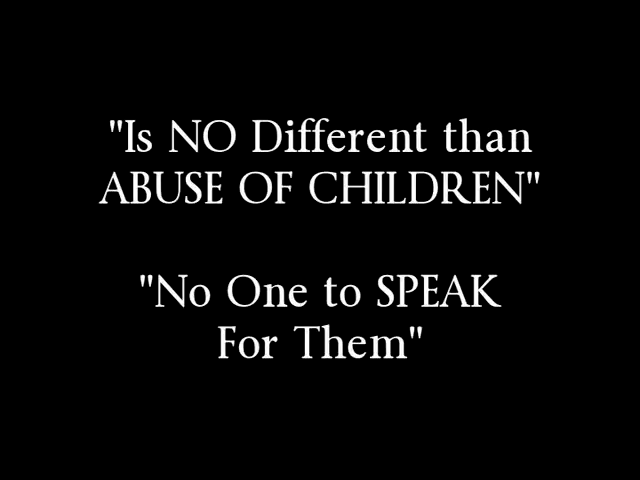 "Is NO Different than
ABUSE OF CHILDREN"
"No One to SPEAK
For Them"